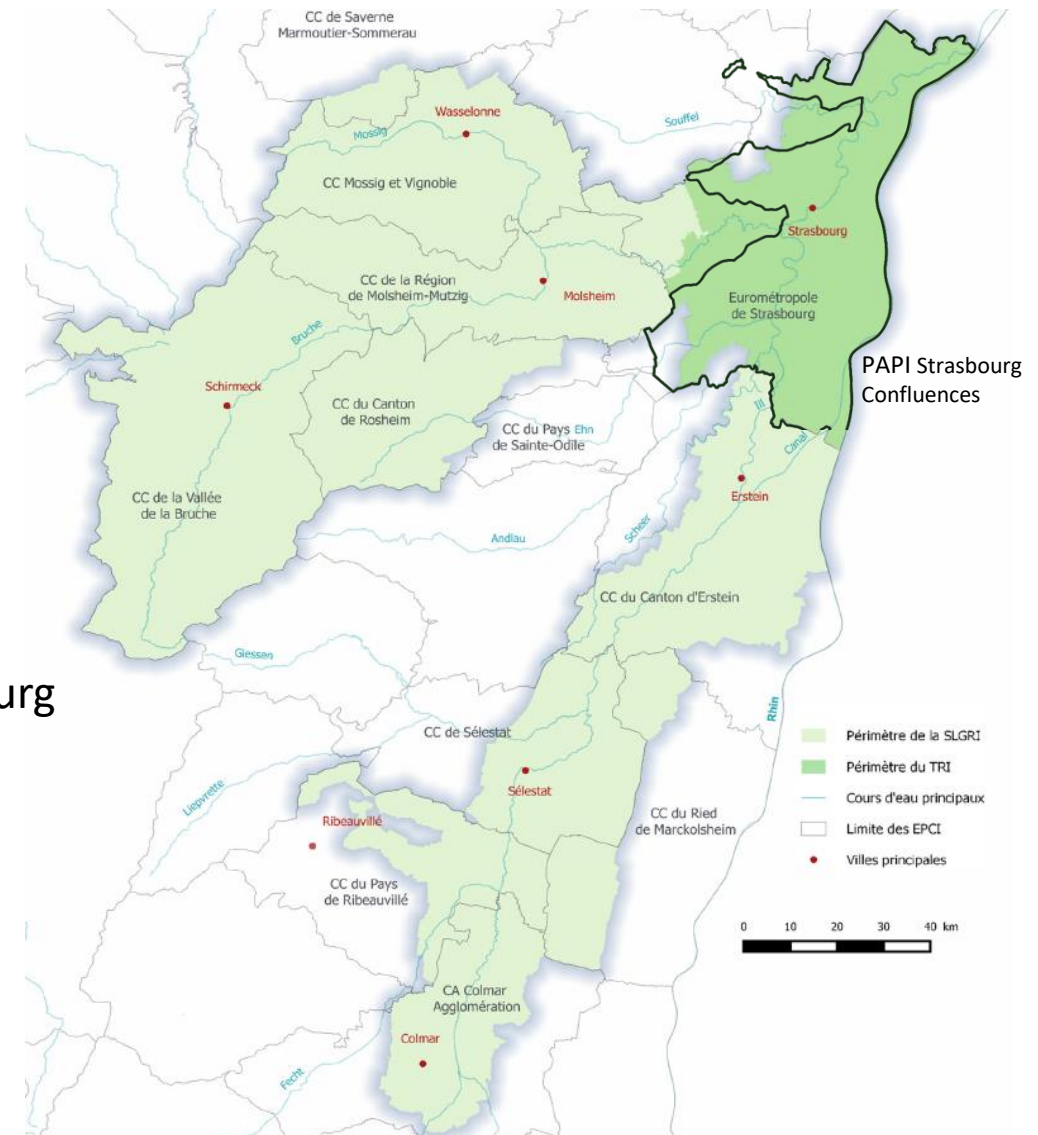 CC de Saverne
Marmoutier-Sommerau
Wasselonne
Mossig
Souffel
CC Mossig et Vignoble
Strasbourg
CC de la Région
de Molsheim-Mutzig
Molsheim
Eurométropole
de Strasbourg
Bruche
PAPI Strasbourg
Confluences
Schirmeck
CC du Canton
de Rosheim
Ill
CC du Pays
de Sainte-Odile
Ehn
Canal
Erstein
CC de la Vallée
de la Bruche
Andlau
Scheer
CC du Canton d'Erstein
Giessen
urg
Rhin
CC de Sélestat
Périmètre de la SLGRI
Périmètre du TRI
Cours d'eau principaux
Limite des EPCI
Villes principales
Liepvrette
Sélestat
Ribeauvillé
CC du Ried
de Marckolsheim
CC du Pays
de Ribeauvillé
0 10 20 30 40 km
CA Colmar
Agglomération
Colmar
Fecht